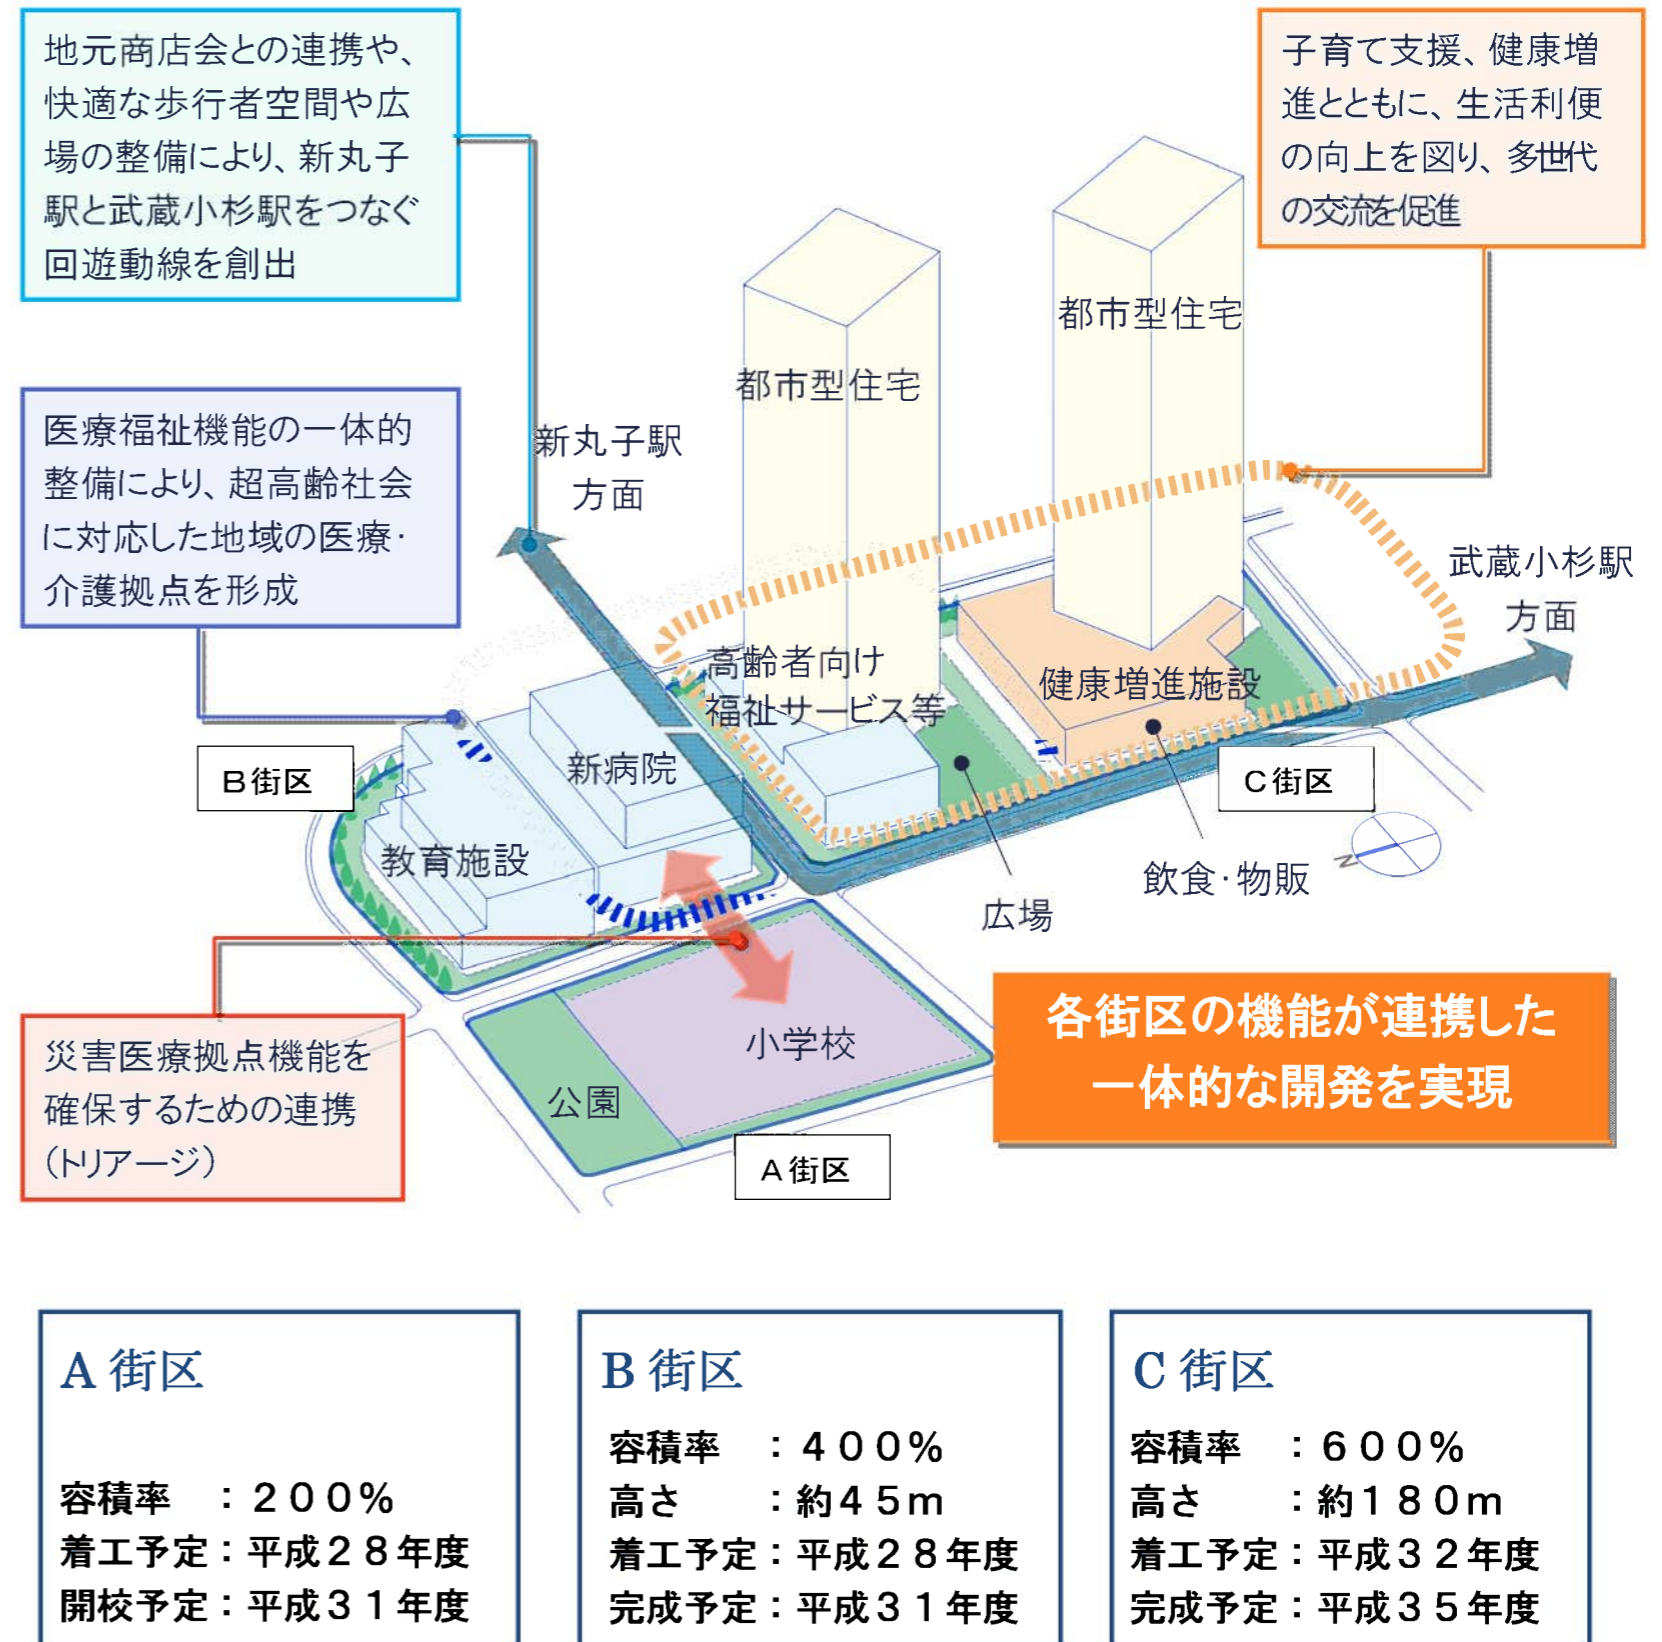 地元商店会との連携や、
快適な歩行者空間や広
場の整備により、新丸子
駅と武蔵小杉駅をつなぐ
回遊動線を創出
子育て支援、健康増
進とともに、生活利便
の向上を図り、多世代
の交流を促進
医療福祉機能の一体的
整備により、超高齢社会
に対応した地域の医療・
介護拠点を形成
都市型住宅
都市型住宅
新丸子駅
方面
武蔵小杉駅
方面
高齢者向け
福祉サービス等
健康増進施設
新病院
B街区
C街区
教育施設
広場
飲食・物販
N
小学校
公園
A街区
災害医療拠点機能を
確保するための連携
(トリアージ)
各街区の機能が連携した
一体的な開発を実現
A 街区
容積率 :200%
着工予定:平成28年度
開校予定:平成31年度
B 街区
容積率 :400%
高さ :約45m
着工予定:平成28年度
完成予定:平成31年度
C 街区
容積率 :600%
高さ :約180m
着工予定:平成32年度
完成予定:平成35年度